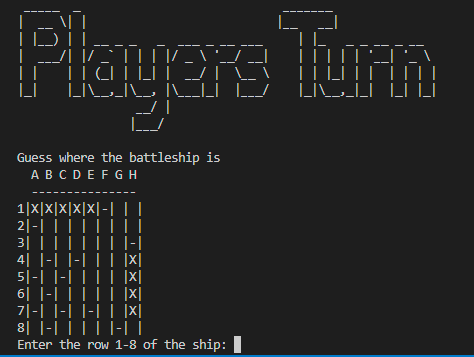 Players Turn
Guess where the battleship is
  A B C D E F G H
  ---------------
1|X|X|X|X|X|-| | |
2|-| | | | | | | |
3| | | | | | | |-|
4| |-| |-| | | |X|
5|-| |-| | | | |X|
6| |-| | | | | |X|
7|-| |-| |-| | |X|
8| |-| | | | |-| |
Enter the row 1-8 of the ship: